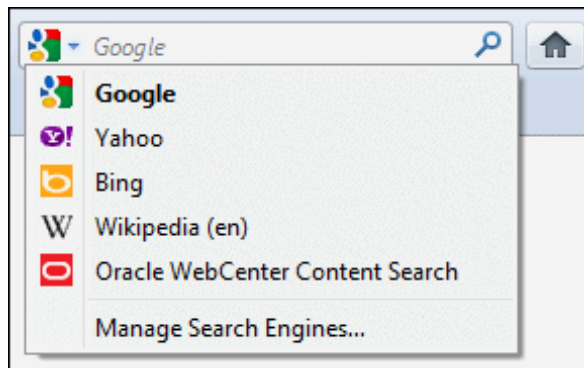 Google
Google
Yahoo
Bing
Wikipedia (en)
Oracle WebCenter Content Search
Manage Search Engines...